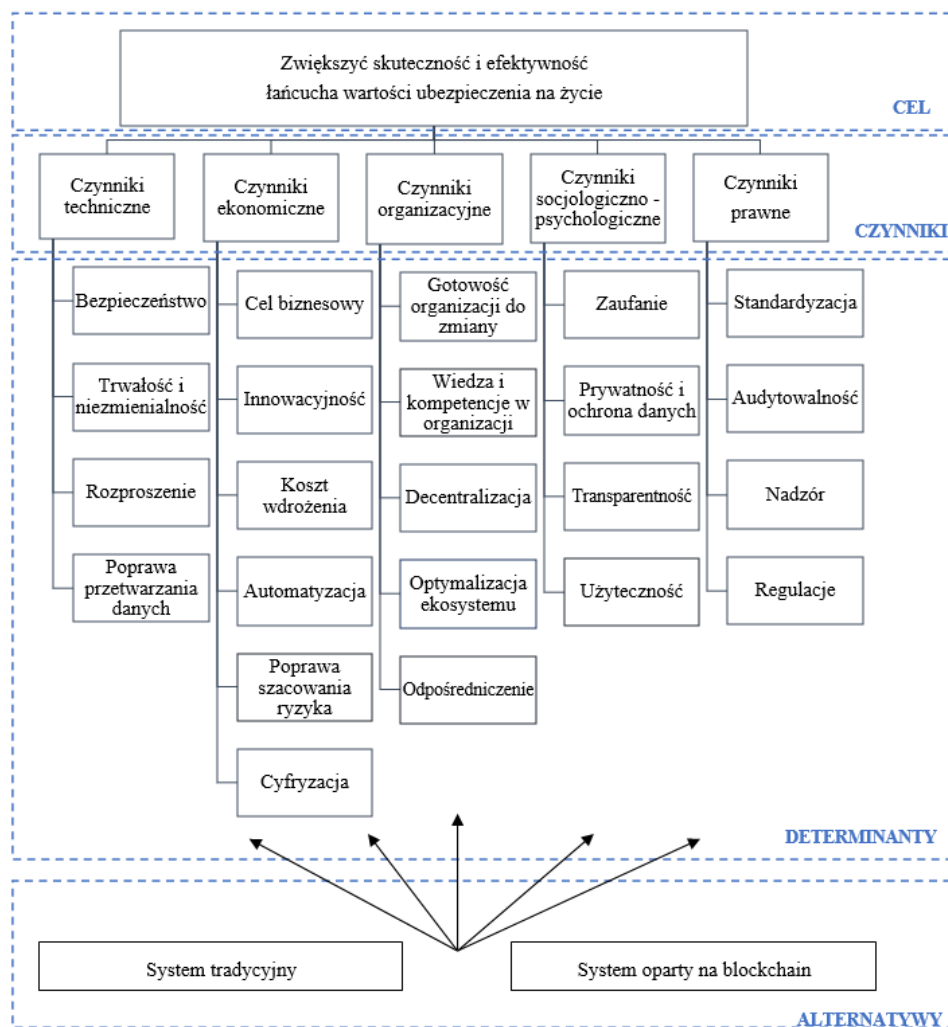 Zwiększyć skuteczność i efektywność
łańcucha wartości ubezpieczenia na życie
CEL
Czynniki
techniczne
Czynniki
ekonomiczne
Czynniki
organizacyjne
Czynniki
socjologiczno -
psychologiczne
Czynniki
prawne
CZYNNIKI
Bezpieczeństwo
Trwałość i
niezmienialność
Rozproszenie
Poprawa
przetwarzania
danych
Cel biznesowy
Innowacyjność
Koszt
wdrożenia
Automatyzacja
Poprawa
szacowania
ryzyka
Cyfryzacja
Gotowość
organizacji do
zmiany
Wiedza i
kompetencje w
organizacji
Decentralizacja
Optymalizacja
ekosystemu
Odpośredniczenie
Zaufanie
Prywatność i
ochrona danych
Transparentność
Użyteczność
Standardyzacja
Audytowalność
Nadzór
Regulacje
DETERMINANTY
System tradycyjny
System oparty na blockchain
ALTERNATYWY